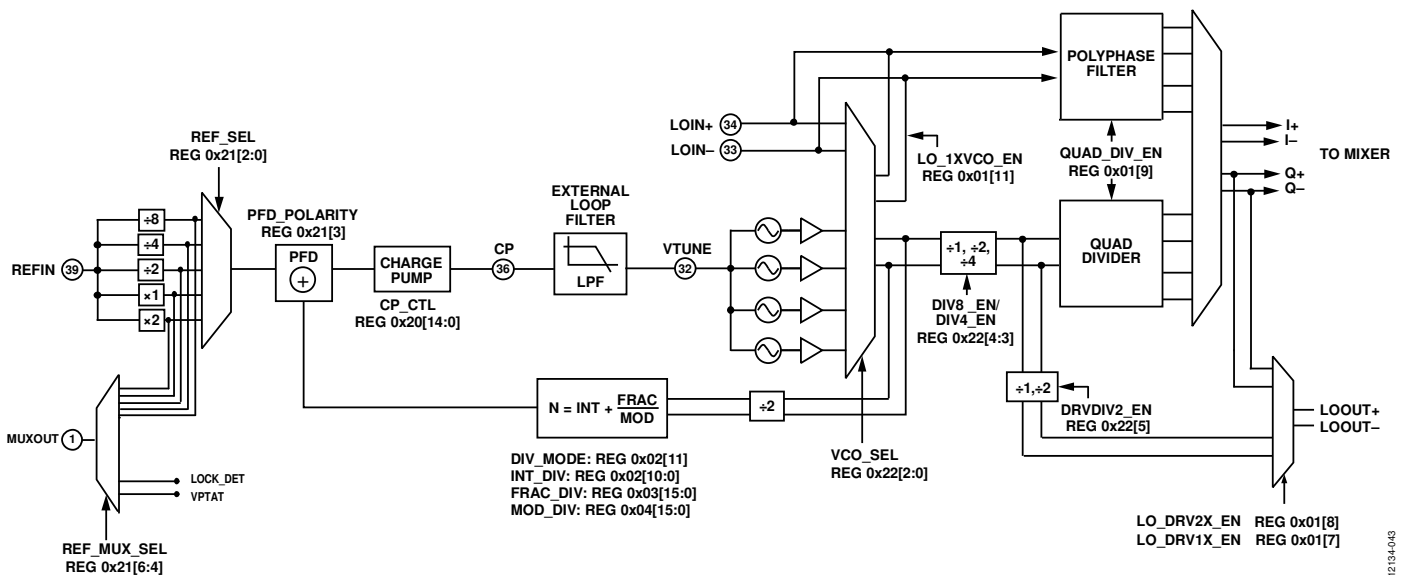 REF_SEL
REG 0x21[2:0]
÷8
÷4
÷2
×1
×2
REFIN 39
MUXOUT 1
LOCK_DET
VPTAT
REF_MUX_SEL
REG 0x21[6:4]
PFD_POLARITY
REG 0x21[3]
PFD
+
CHARGE
PUMP
CP_CTL
REG 0x20[14:0]
CP
36
EXTERNAL
LOOP
FILTER
LPF
VTUNE
32
LOIN+ 34
LOIN– 33
N = INT + FRAC
MOD
DIV_MODE: REG 0x02[11]
INT_DIV: REG 0x02[10:0]
FRAC_DIV: REG 0x03[15:0]
MOD_DIV: REG 0x04[15:0]
÷2
VCO_SEL
REG 0x22[2:0]
LO_1XVCO_EN
REG 0x01[11]
÷1, ÷2,
÷4
DIV8_EN/
DIV4_EN
REG 0x22[4:3]
POLYPHASE
FILTER
QUAD_DIV_EN
REG 0x01[9]
QUAD
DIVIDER
÷1,÷2
DRVDIV2_EN
REG 0x22[5]
I+
I–
TO MIXER
Q+
Q–
LOOUT+
LOOUT–
LO_DRV2X_EN REG 0x01[8]
LO_DRV1X_EN REG 0x01[7]
12134-043